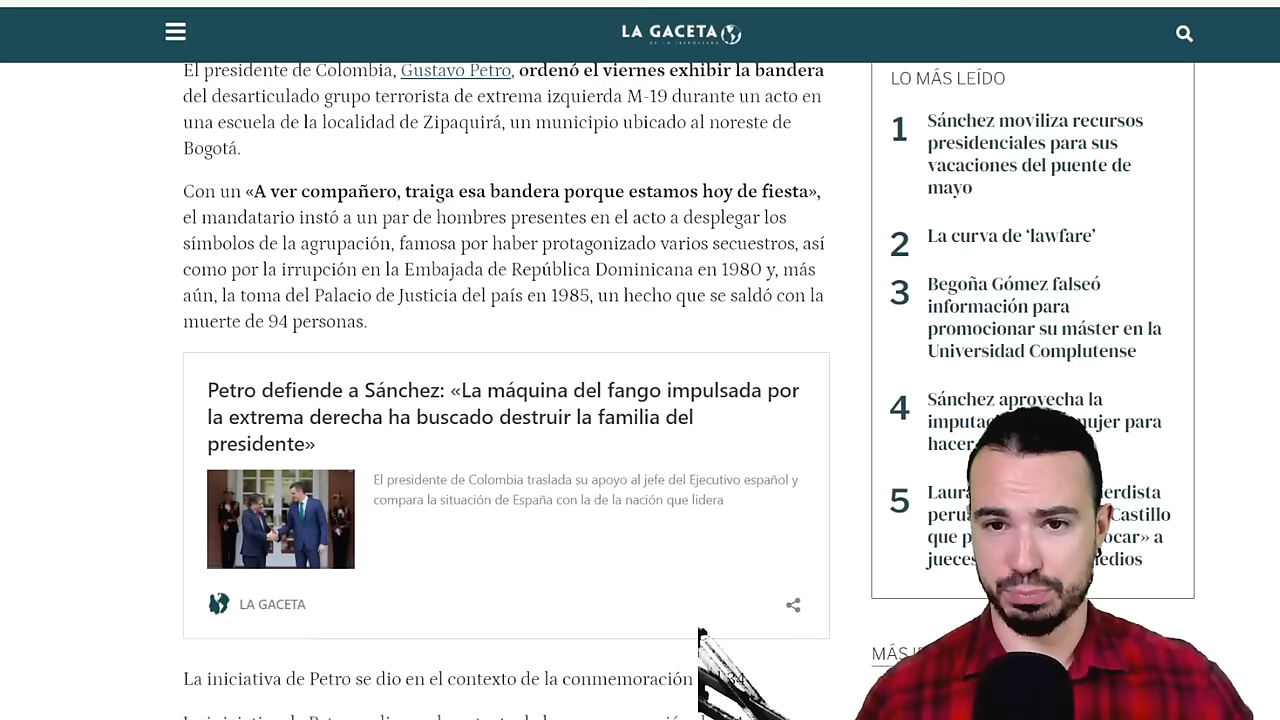 LA GACETA
DE LA IBEROSFERA
El presidente de Colombia, Gustavo Petro, ordenó el viernes exhibir la bandera
del desarticulado grupo terrorista de extrema izquierda M-19 durante un acto en
una escuela de la localidad de Zipaquirá, un municipio ubicado al noreste de
Bogotá.
Con un «A ver compañero, traiga esa bandera porque estamos hoy de fiesta»,
el mandatario instó a un par de hombres presentes en el acto a desplegar los
símbolos de la agrupación, famosa por haber protagonizado varios secuestros, así
como por la irrupción en la Embajada de República Dominicana en 1980 y, más
aún, la toma del Palacio de Justicia del país en 1985, un hecho que se saldó con la
muerte de 94 personas.
Petro defiende a Sánchez: «La máquina del fango impulsada por
la extrema derecha ha buscado destruir la familia del
presidente»
El presidente de Colombia traslada su apoyo al jefe del Ejecutivo español y
compara la situación de España con la de la nación que lidera
LA GACETA
La iniciativa de Petro se dio en el contexto de la conmemoración
LO MÁS LEÍDO
1
Sánchez moviliza recursos
presidenciales para sus
vacaciones del puente de
mayo
2
La curva de ‘lawfare’
3
Begoña Gómez falseó
información para
promocionar su máster en la
Universidad Complutense
4
Sánchez aprovecha la
mujer para
hacer
5
Castillo
que
a
MÁS